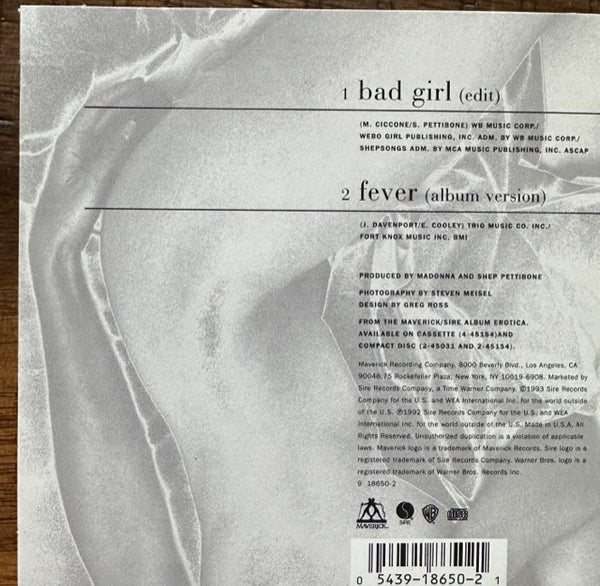 1 bad girl (edit)
(M. CICCONE/S. PETTIBONE) WB MUSIC CORP./
WEBO GIRL PUBLISHING, INC. ADM. BY WB MUSIC CORP./
SHEPSONGS ADM. BY MCA MUSIC PUBLISHING, INC. ASCAP
2 fever (album version)
(J. DAVENPORT/E. COOLEY) TRIO MUSIC CO. INC./
FORT KNOX MUSIC INC. BMI
PRODUCED BY MADONNA AND SHEP PETTIBONE
PHOTOGRAPHY BY STEVEN MEISEL
DESIGN BY GREG ROSS
FROM THE MAVERICK/SIRE ALBUM EROTICA.
AVAILABLE ON CASSETTE (4-45154)AND
COMPACT DISC (2-45031 AND 2-45154).
Maverick Recording Company, 8000 Beverly Blvd., Los Angeles, CA
90048;75 Rockefeller Plaza, New York, NY 10019-6908. Marketed by
Sire Records Company, a Time Warner Company. ©1993 Sire Records
Company for the U.S. and WEA International Inc. for the world outside
of the U.S. ℗1992 Sire Records Company for the U.S. and WEA
International Inc. for the world outside of the U.S. Made in U.S.A. All
Rights Reserved. Unauthorized duplication is a violation of applicable
laws. Maverick logo is a trademark of Maverick Records. Sire logo is a
registered trademark of Sire Records Company. Warner Bros. logo is a
registered trademark of Warner Bros. Records Inc.
9 18650-2
MAVERICK SIRE WB
0 5439-18650-2 1